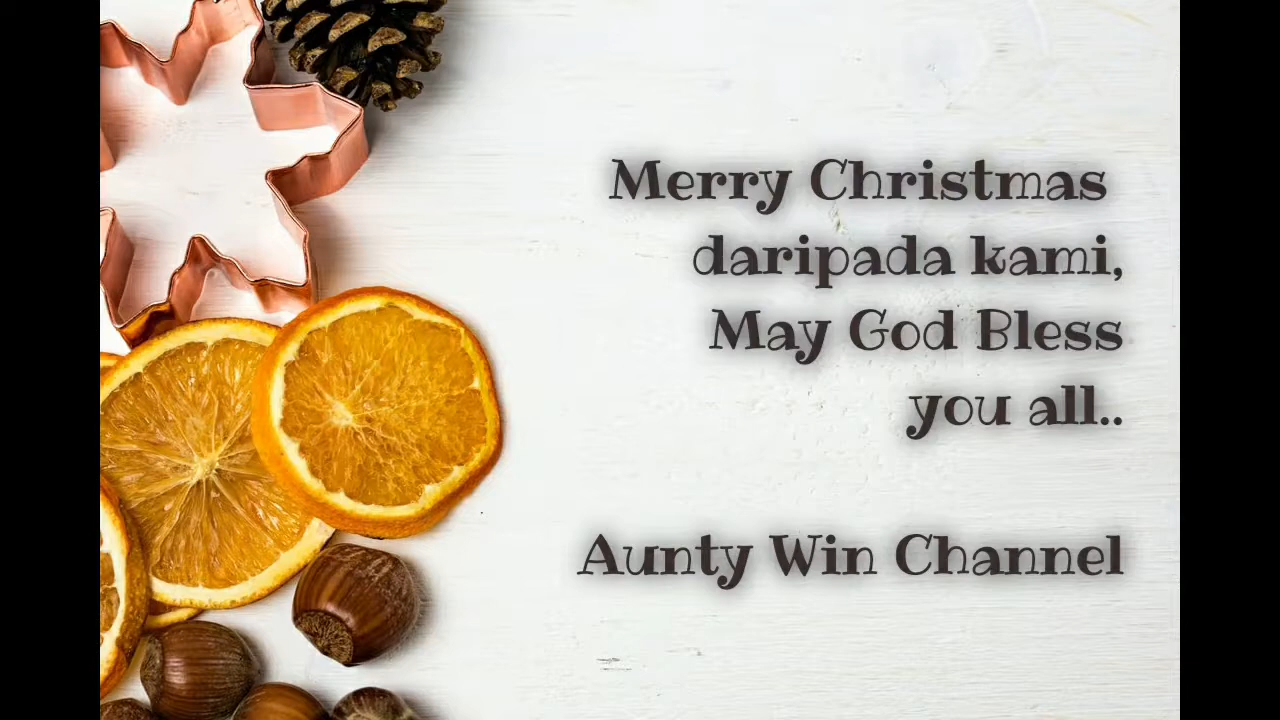 Merry Christmas
daripada kami,
May God Bless
you all..
Aunty Win Channel